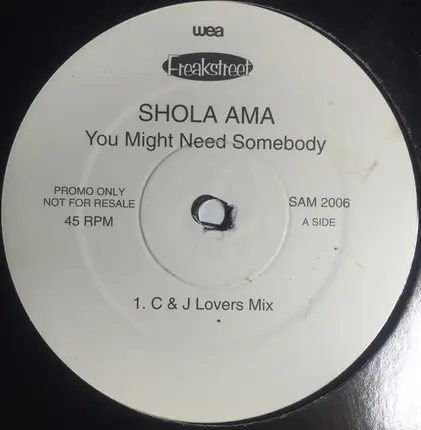 wea
Freakstreet
SHOLA AMA
You Might Need Somebody
PROMO ONLY
NOT FOR RESALE
45 RPM
SAM 2006
A SIDE
1. C & J Lovers Mix